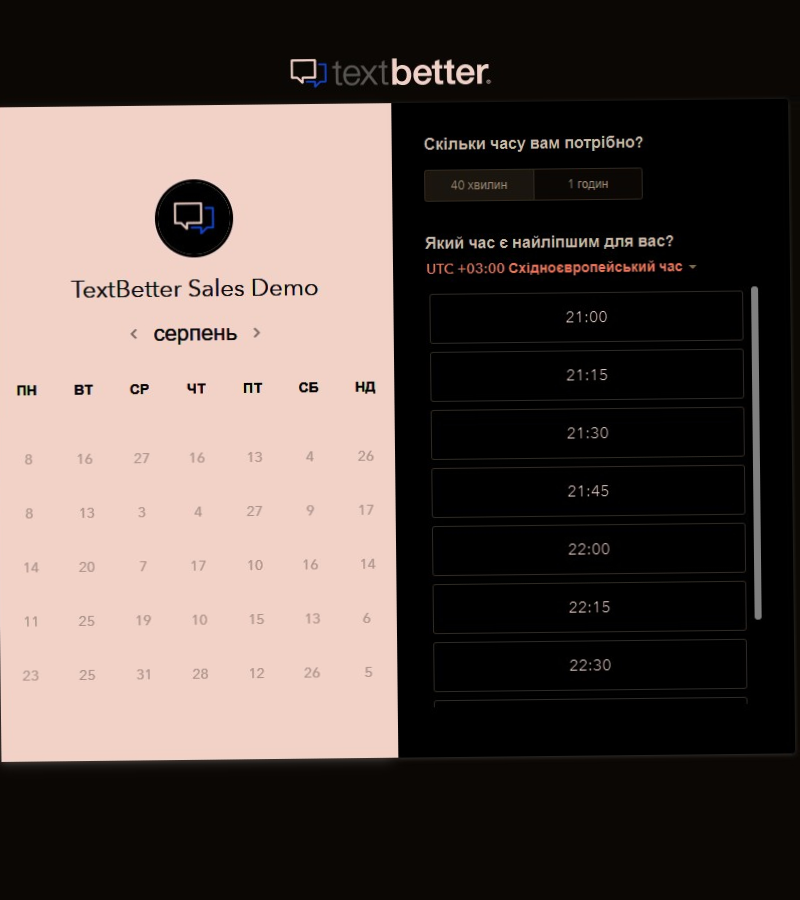 textbetter.
TextBetter Sales Demo
серпень
ПН ВТ СР ЧТ ПТ СБ НД
8 16 27 16 13 4 26
8 13 3 4 27 9 17
14 20 7 17 10 16 14
11 25 19 10 15 13 6
23 25 31 28 12 26 5
Скільки часу вам потрібно?
40 хвилин 1 годин
Який час є найліпшим для вас?
UTC +03:00 Східноєвропейський час
21:00
21:15
21:30
21:45
22:00
22:15
22:30